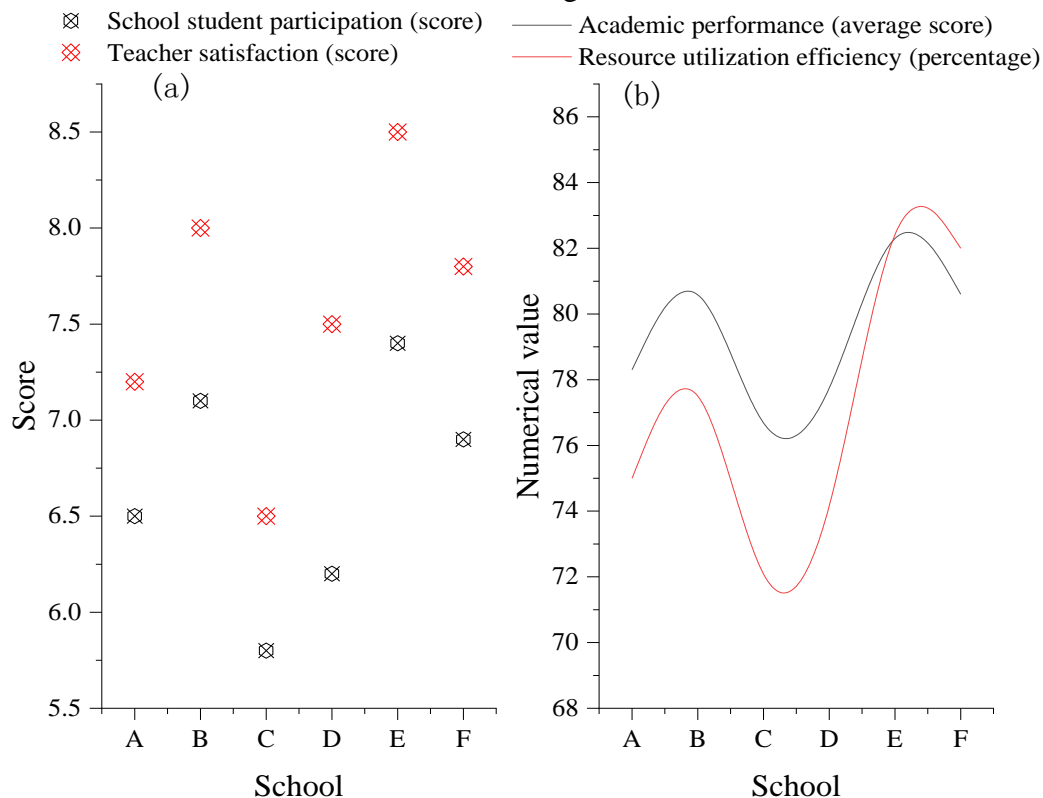 School student participation (score)
Teacher satisfaction (score)
Academic performance (average score)
Resource utilization efficiency (percentage)
(a)
8.5
8.0
7.5
7.0
6.5
6.0
5.5
Score
A B C D E F
School
(b)
86
84
82
80
78
76
74
72
70
68
Numerical value
A B C D E F
School